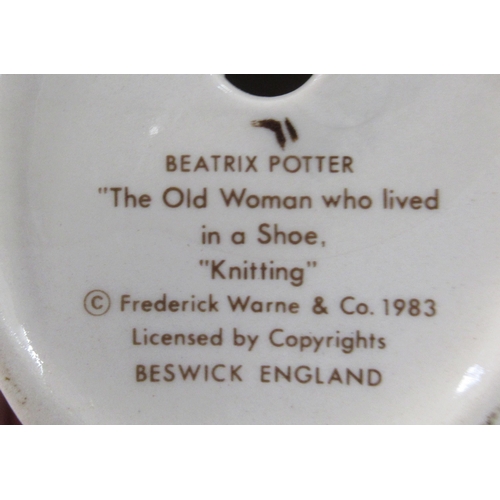 BEATRIX POTTER
"The Old Woman who lived
in a Shoe,
"Knitting"
© Frederick Warne & Co. 1983
Licensed by Copyrights
BESWICK ENGLAND